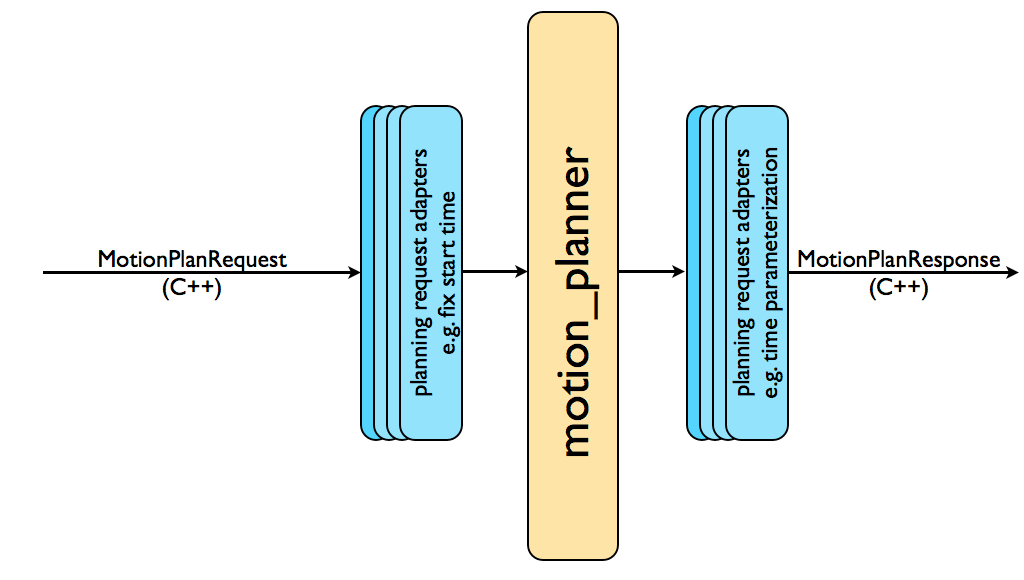 MotionPlanRequest
(C++)
planning request adapters
e.g. fix start time
motion_planner
planning request adapters
e.g. time parameterization
MotionPlanResponse
(C++)